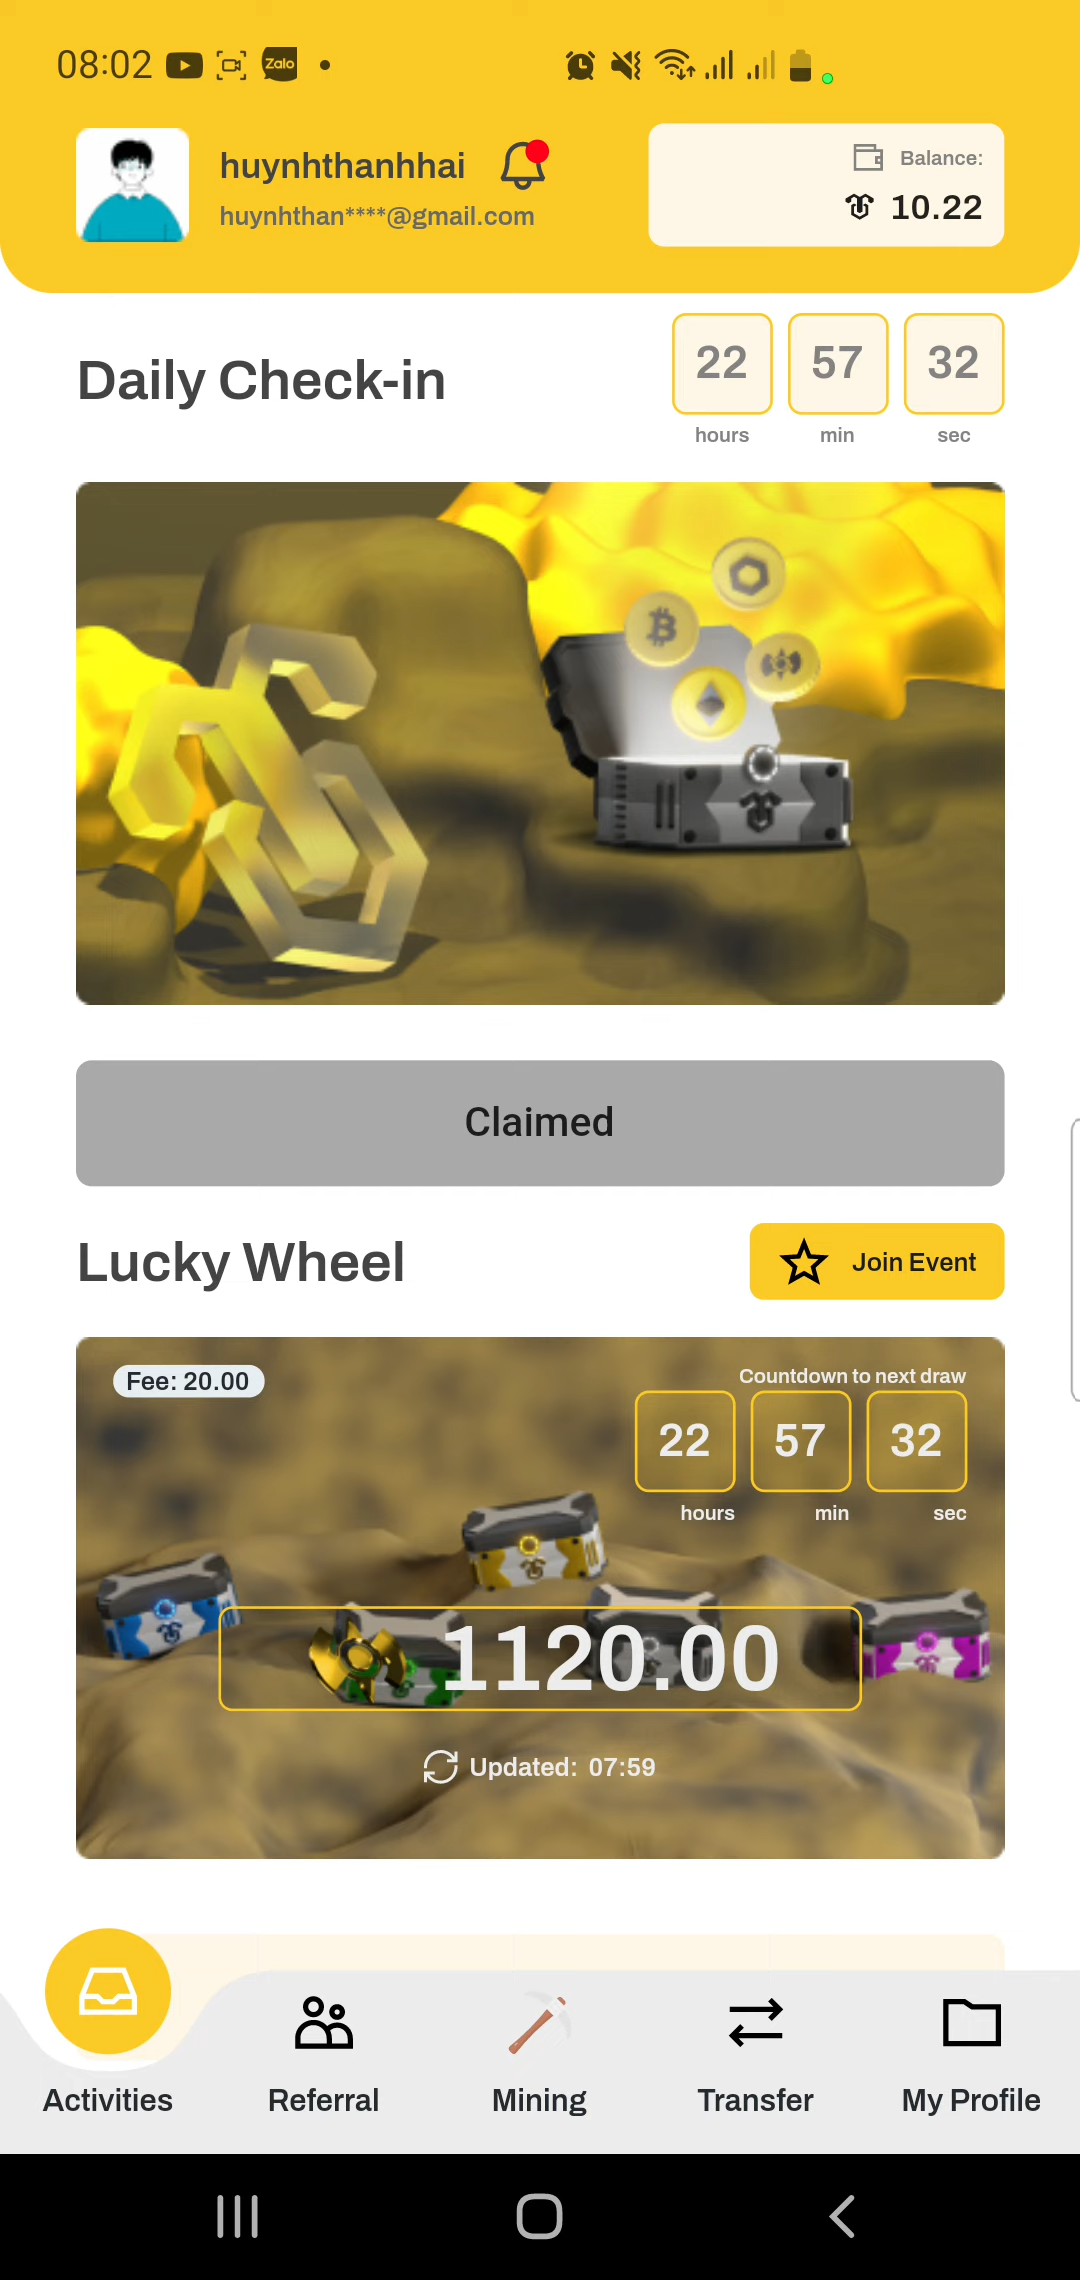 08:02
Zalo
huynhthanhhai
huynhthan****@gmail.com
Balance:
10.22
Daily Check-in
22 57 32
hours min sec
Claimed
Lucky Wheel
Join Event
Fee: 20.00
Countdown to next draw
22 57 32
hours min sec
1120.00
Updated: 07:59
Activities Referral Mining Transfer My Profile